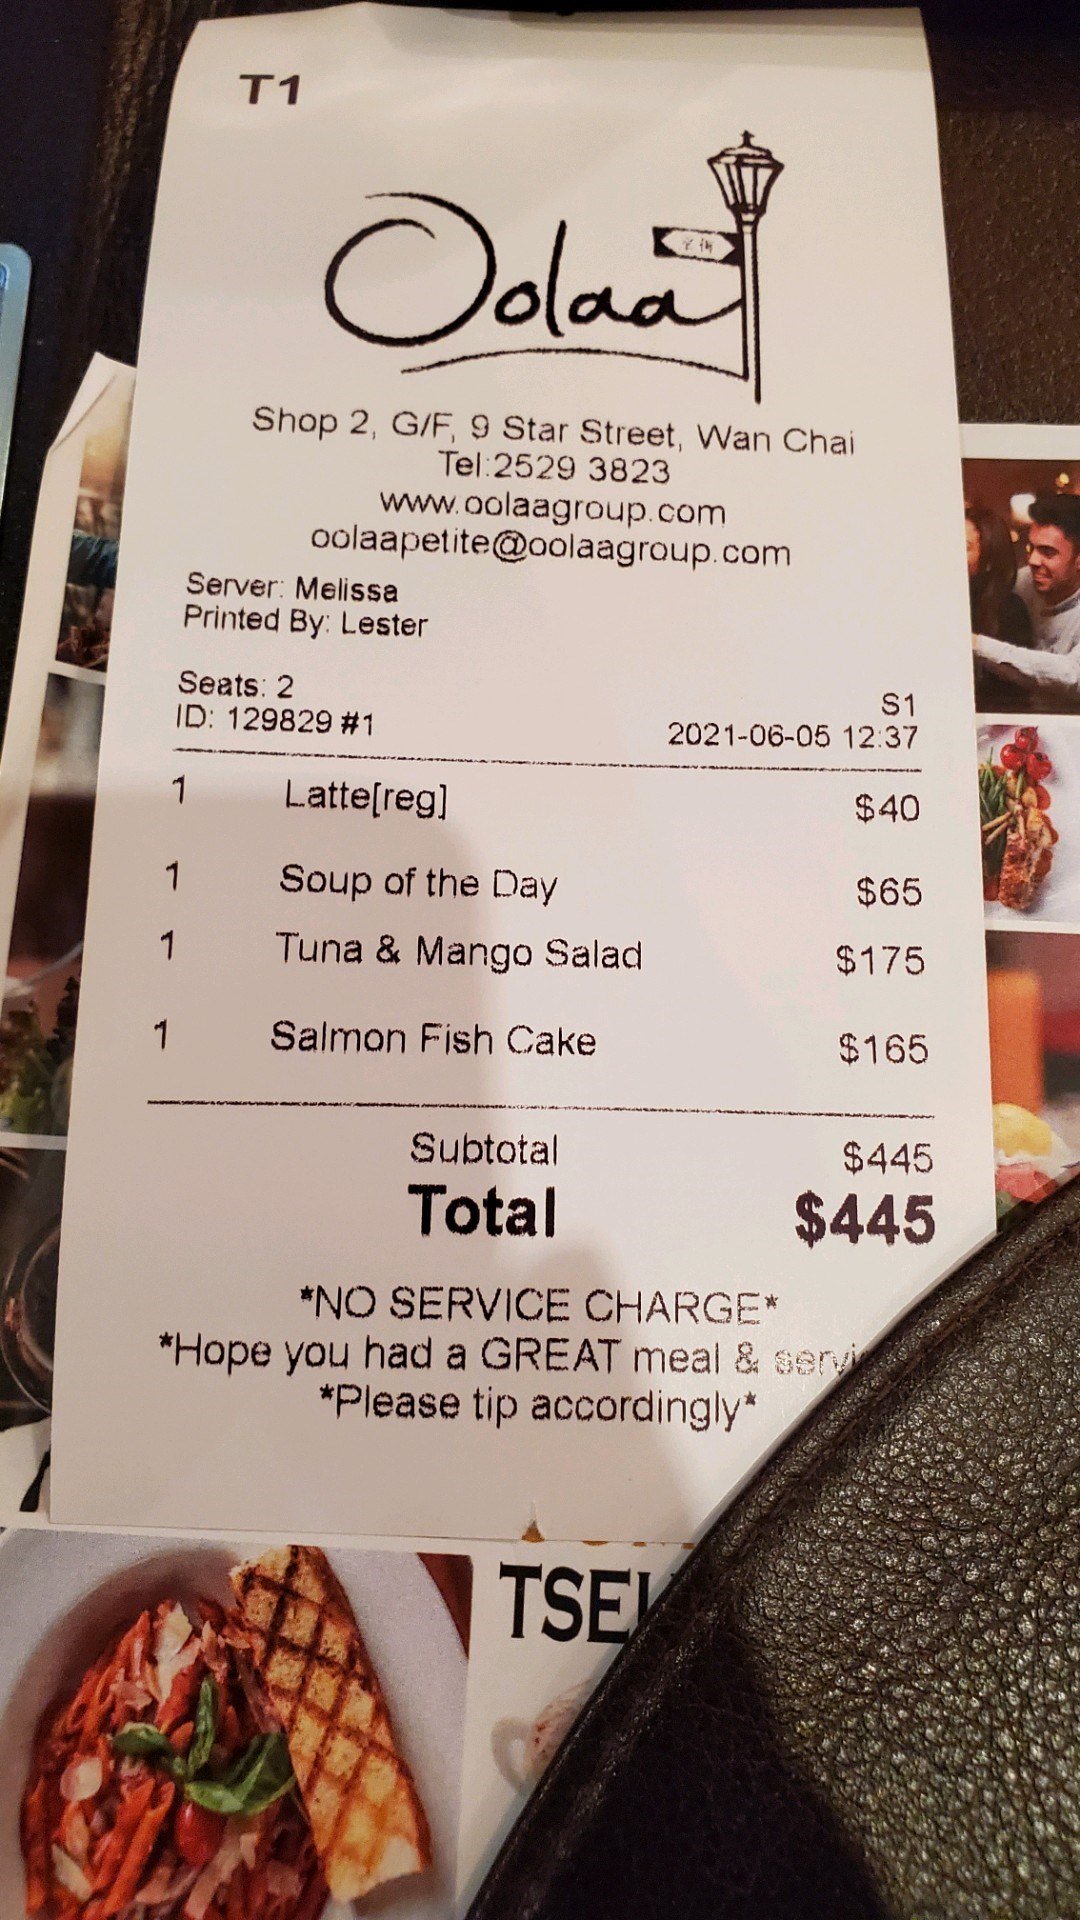 T1
Oolaa
Shop 2, G/F, 9 Star Street, Wan Chai
Tel:2529 3823
www.oolaagroup.com
oolaapetite@oolaagroup.com
Server: Melissa
Printed By: Lester
Seats: 2 S1
ID: 129829 #1 2021-06-05 12:37
1 Latte[reg] $40
1 Soup of the Day $65
1 Tuna & Mango Salad $175
1 Salmon Fish Cake $165
Subtotal $445
Total $445
*NO SERVICE CHARGE*
*Hope you had a GREAT meal & servi
*Please tip accordingly*
TSEU